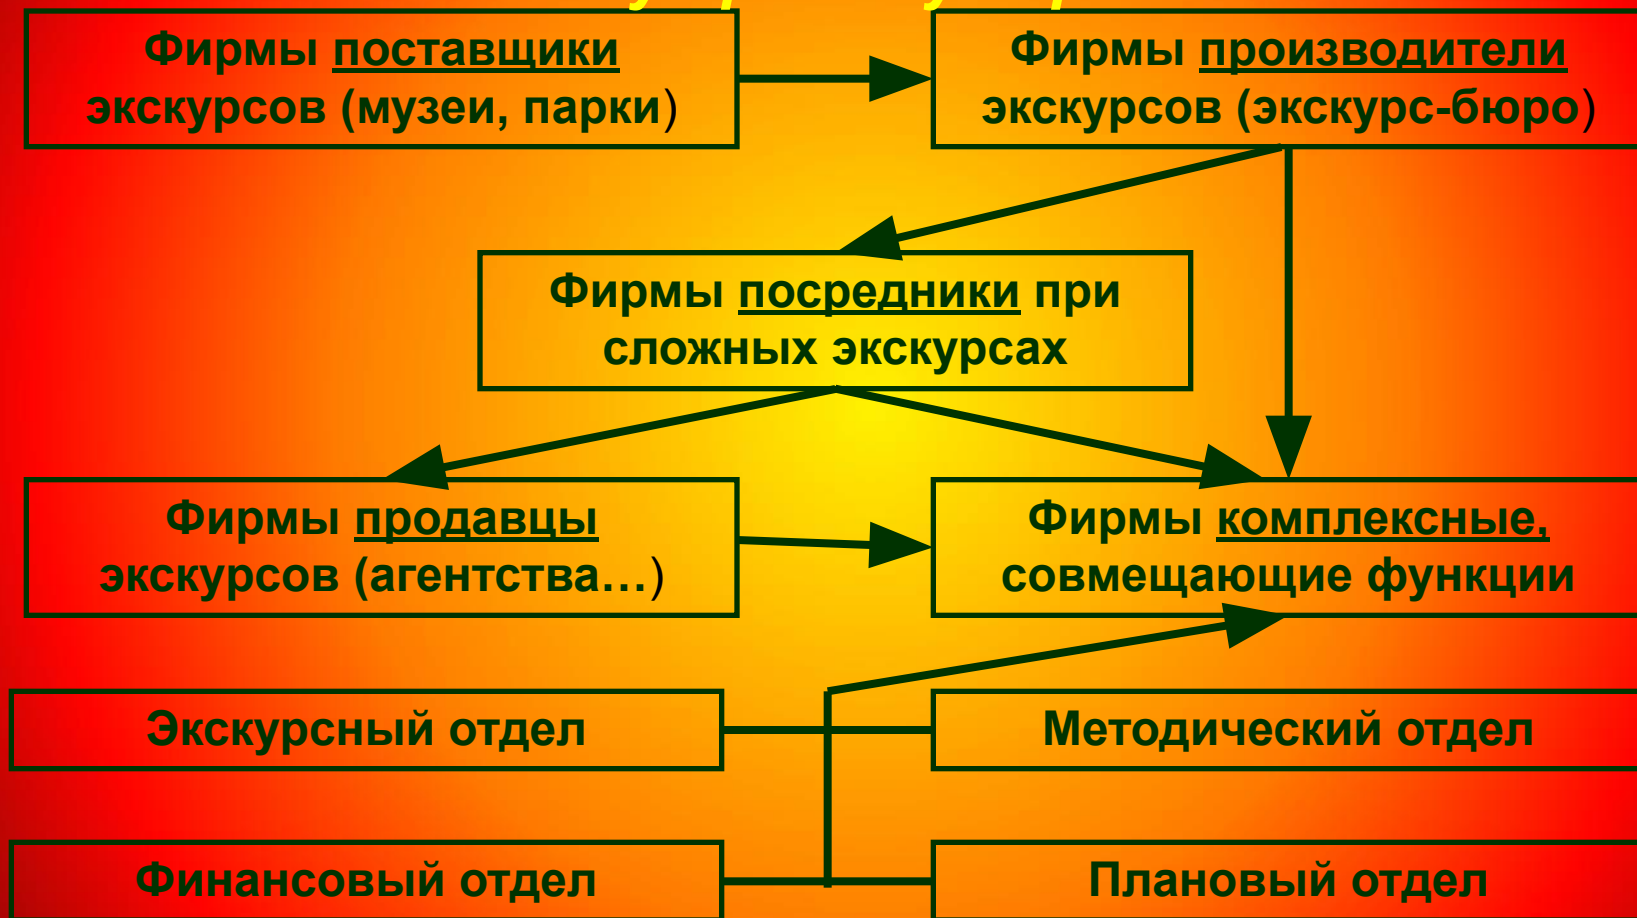 Фирмы поставщики
экскурсов (музеи, парки)
Фирмы производители
экскурсов (экскурс-бюро)
Фирмы посредники при
сложных экскурсах
Фирмы продавцы
экскурсов (агентства...)
Фирмы комплексные,
совмещающие функции
Экскурсный отдел
Методический отдел
Финансовый отдел
Плановый отдел